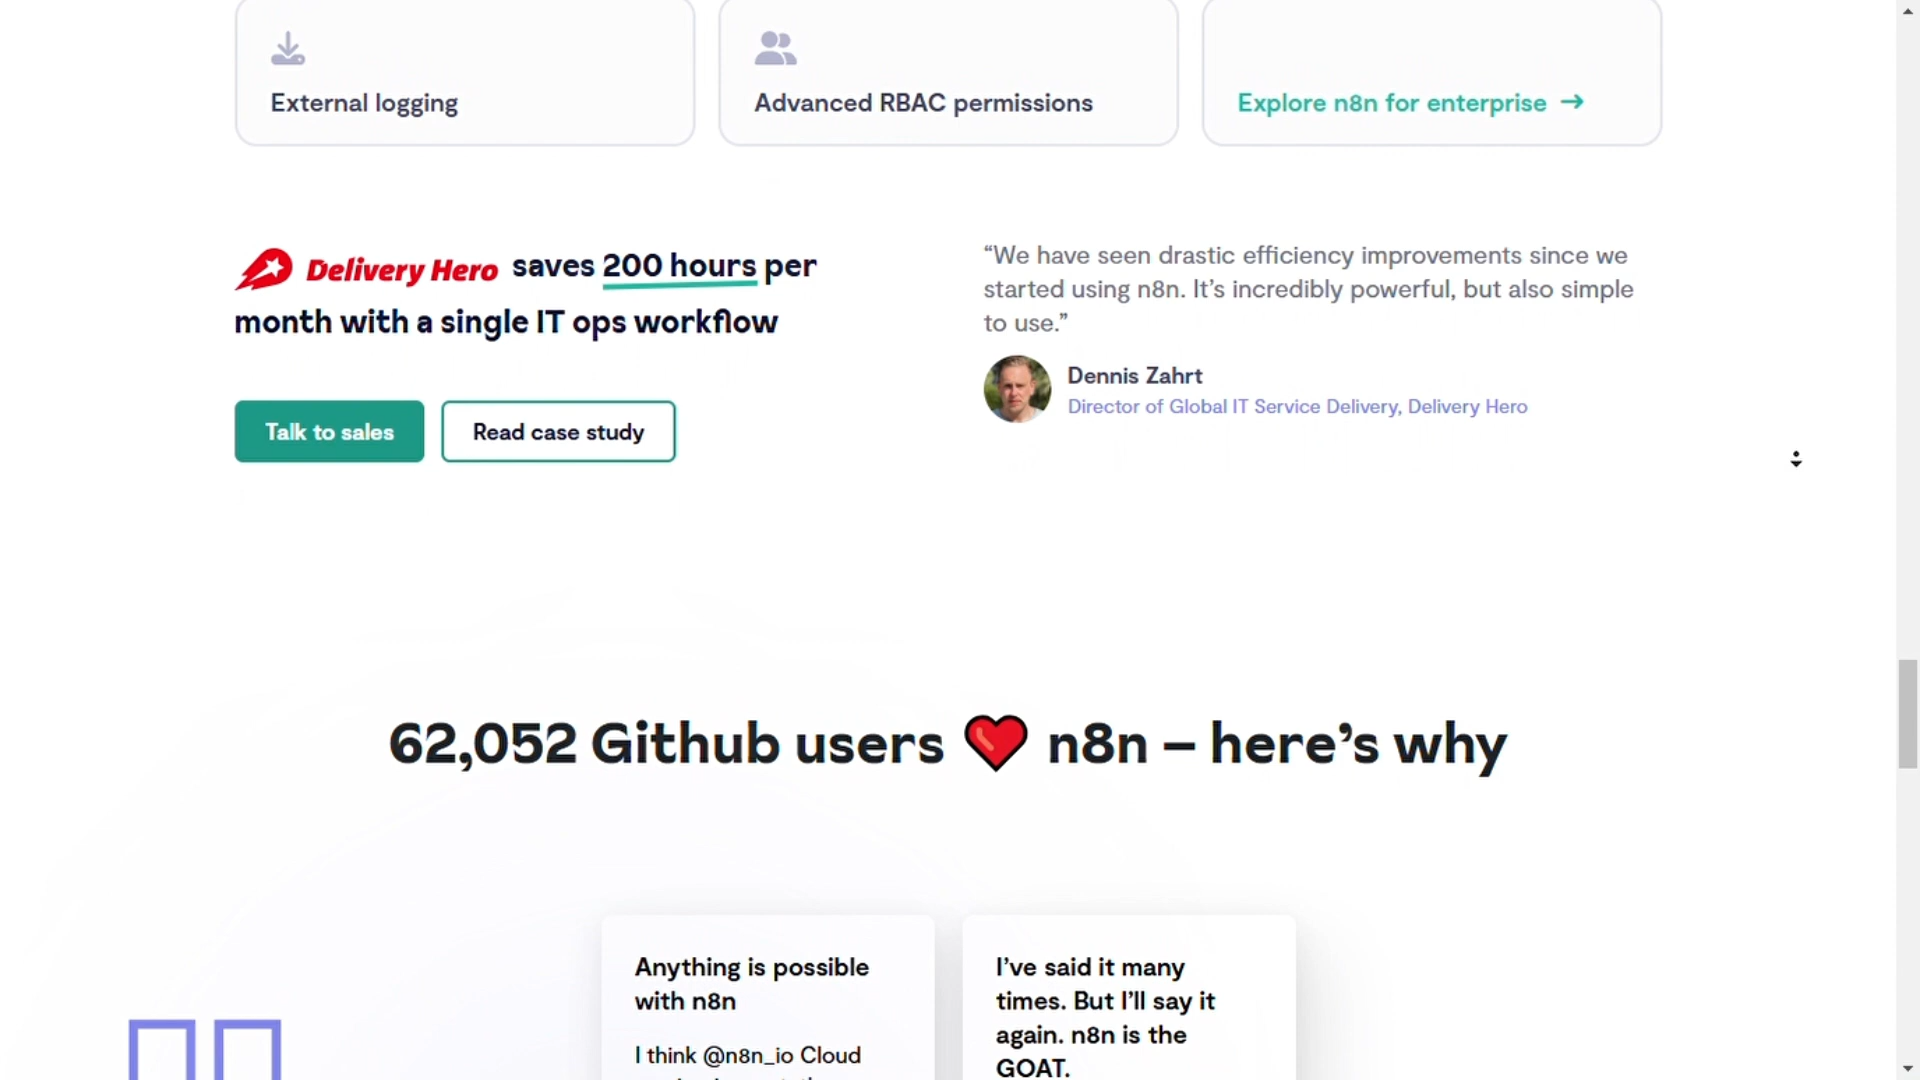 External logging
Advanced RBAC permissions
Explore n8n for enterprise →
Delivery Hero saves 200 hours per
month with a single IT ops workflow
Talk to sales
Read case study
“We have seen drastic efficiency improvements since we
started using n8n. It’s incredibly powerful, but also simple
to use.”
Dennis Zahrt
Director of Global IT Service Delivery, Delivery Hero
62,052 Github users ❤️ n8n – here’s why
Anything is possible
with n8n
I think @n8n_io Cloud
I’ve said it many
times. But I’ll say it
again. n8n is the
GOAT.